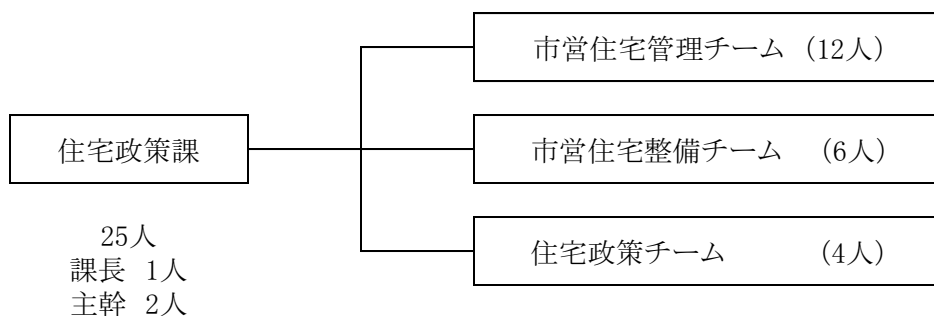 市営住宅管理チーム (12人)
住宅政策課
市営住宅整備チーム (6人)
住宅政策チーム (4人)
25人
課長 1人
主幹 2人